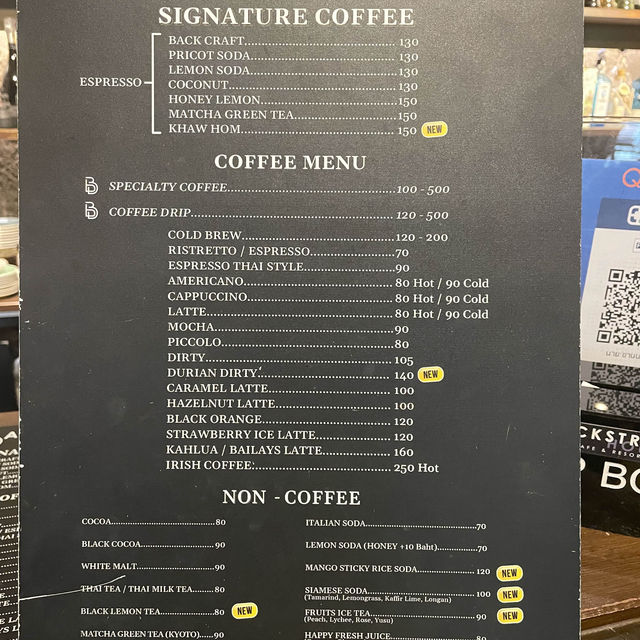 SIGNATURE COFFEE
ESPRESSO
BACK CRAFT 130
PRICOT SODA 130
LEMON SODA 130
COCONUT 130
HONEY LEMON 150
MATCHA GREEN TEA 150
KHAW HOM 150 NEW
COFFEE MENU
SPECIALTY COFFEE 100 - 500
COFFEE DRIP 120 - 500
COLD BREW 120 - 200
RISTRETTO / ESPRESSO 70
ESPRESSO THAI STYLE 90
AMERICANO 80 Hot / 90 Cold
CAPPUCCINO 80 Hot / 90 Cold
LATTE 80 Hot / 90 Cold
MOCHA 90
PICCOLO 80
DIRTY 105
DURIAN DIRTY 140 NEW
CARAMEL LATTE 100
HAZELNUT LATTE 100
BLACK ORANGE 120
STRAWBERRY ICE LATTE 120
KAHLUA / BAILAYS LATTE 160
IRISH COFFEE 250 Hot
NON - COFFEE
COCOA 80
BLACK COCOA 90
WHITE MALT 90
THAI TEA / THAI MILK TEA 80
BLACK LEMON TEA 80 NEW
MATCHA GREEN TEA (KYOTO) 90
ITALIAN SODA 70
LEMON SODA (HONEY +10 Baht) 70
MANGO STICKY RICE SODA 120 NEW
SIAMESE SODA 100 NEW
(Tamarind, Lemongrass, Kaffir Lime, Longan)
FRUITS ICE TEA 90 NEW
(Peach, Lychee, Rose, Yusu)
HAPPY FRESH JUICE 80